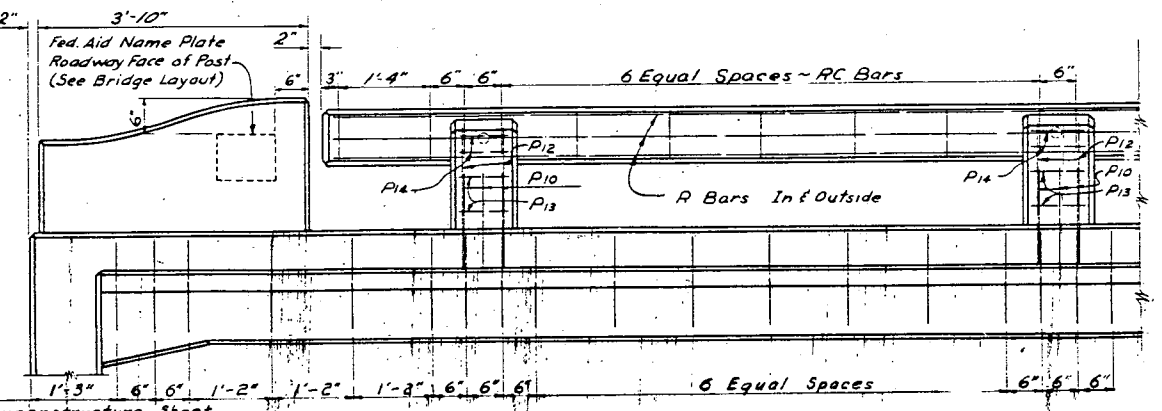 2"
3'-10"
Fed. Aid Name Plate
Roadway Face of Post
(See Bridge Layout)
2"
6"
6"
3" 1'-4" 6" 6" 6 Equal Spaces ~ RC Bars 6"
P12
P14
P10
P13
R Bars In & Outside
P12
P14
P10
P13
1'-3" 6" 6" 1'-2" 1'-2" 6" 6" 6" 6 Equal Spaces 6" 6" 6"
Sheet